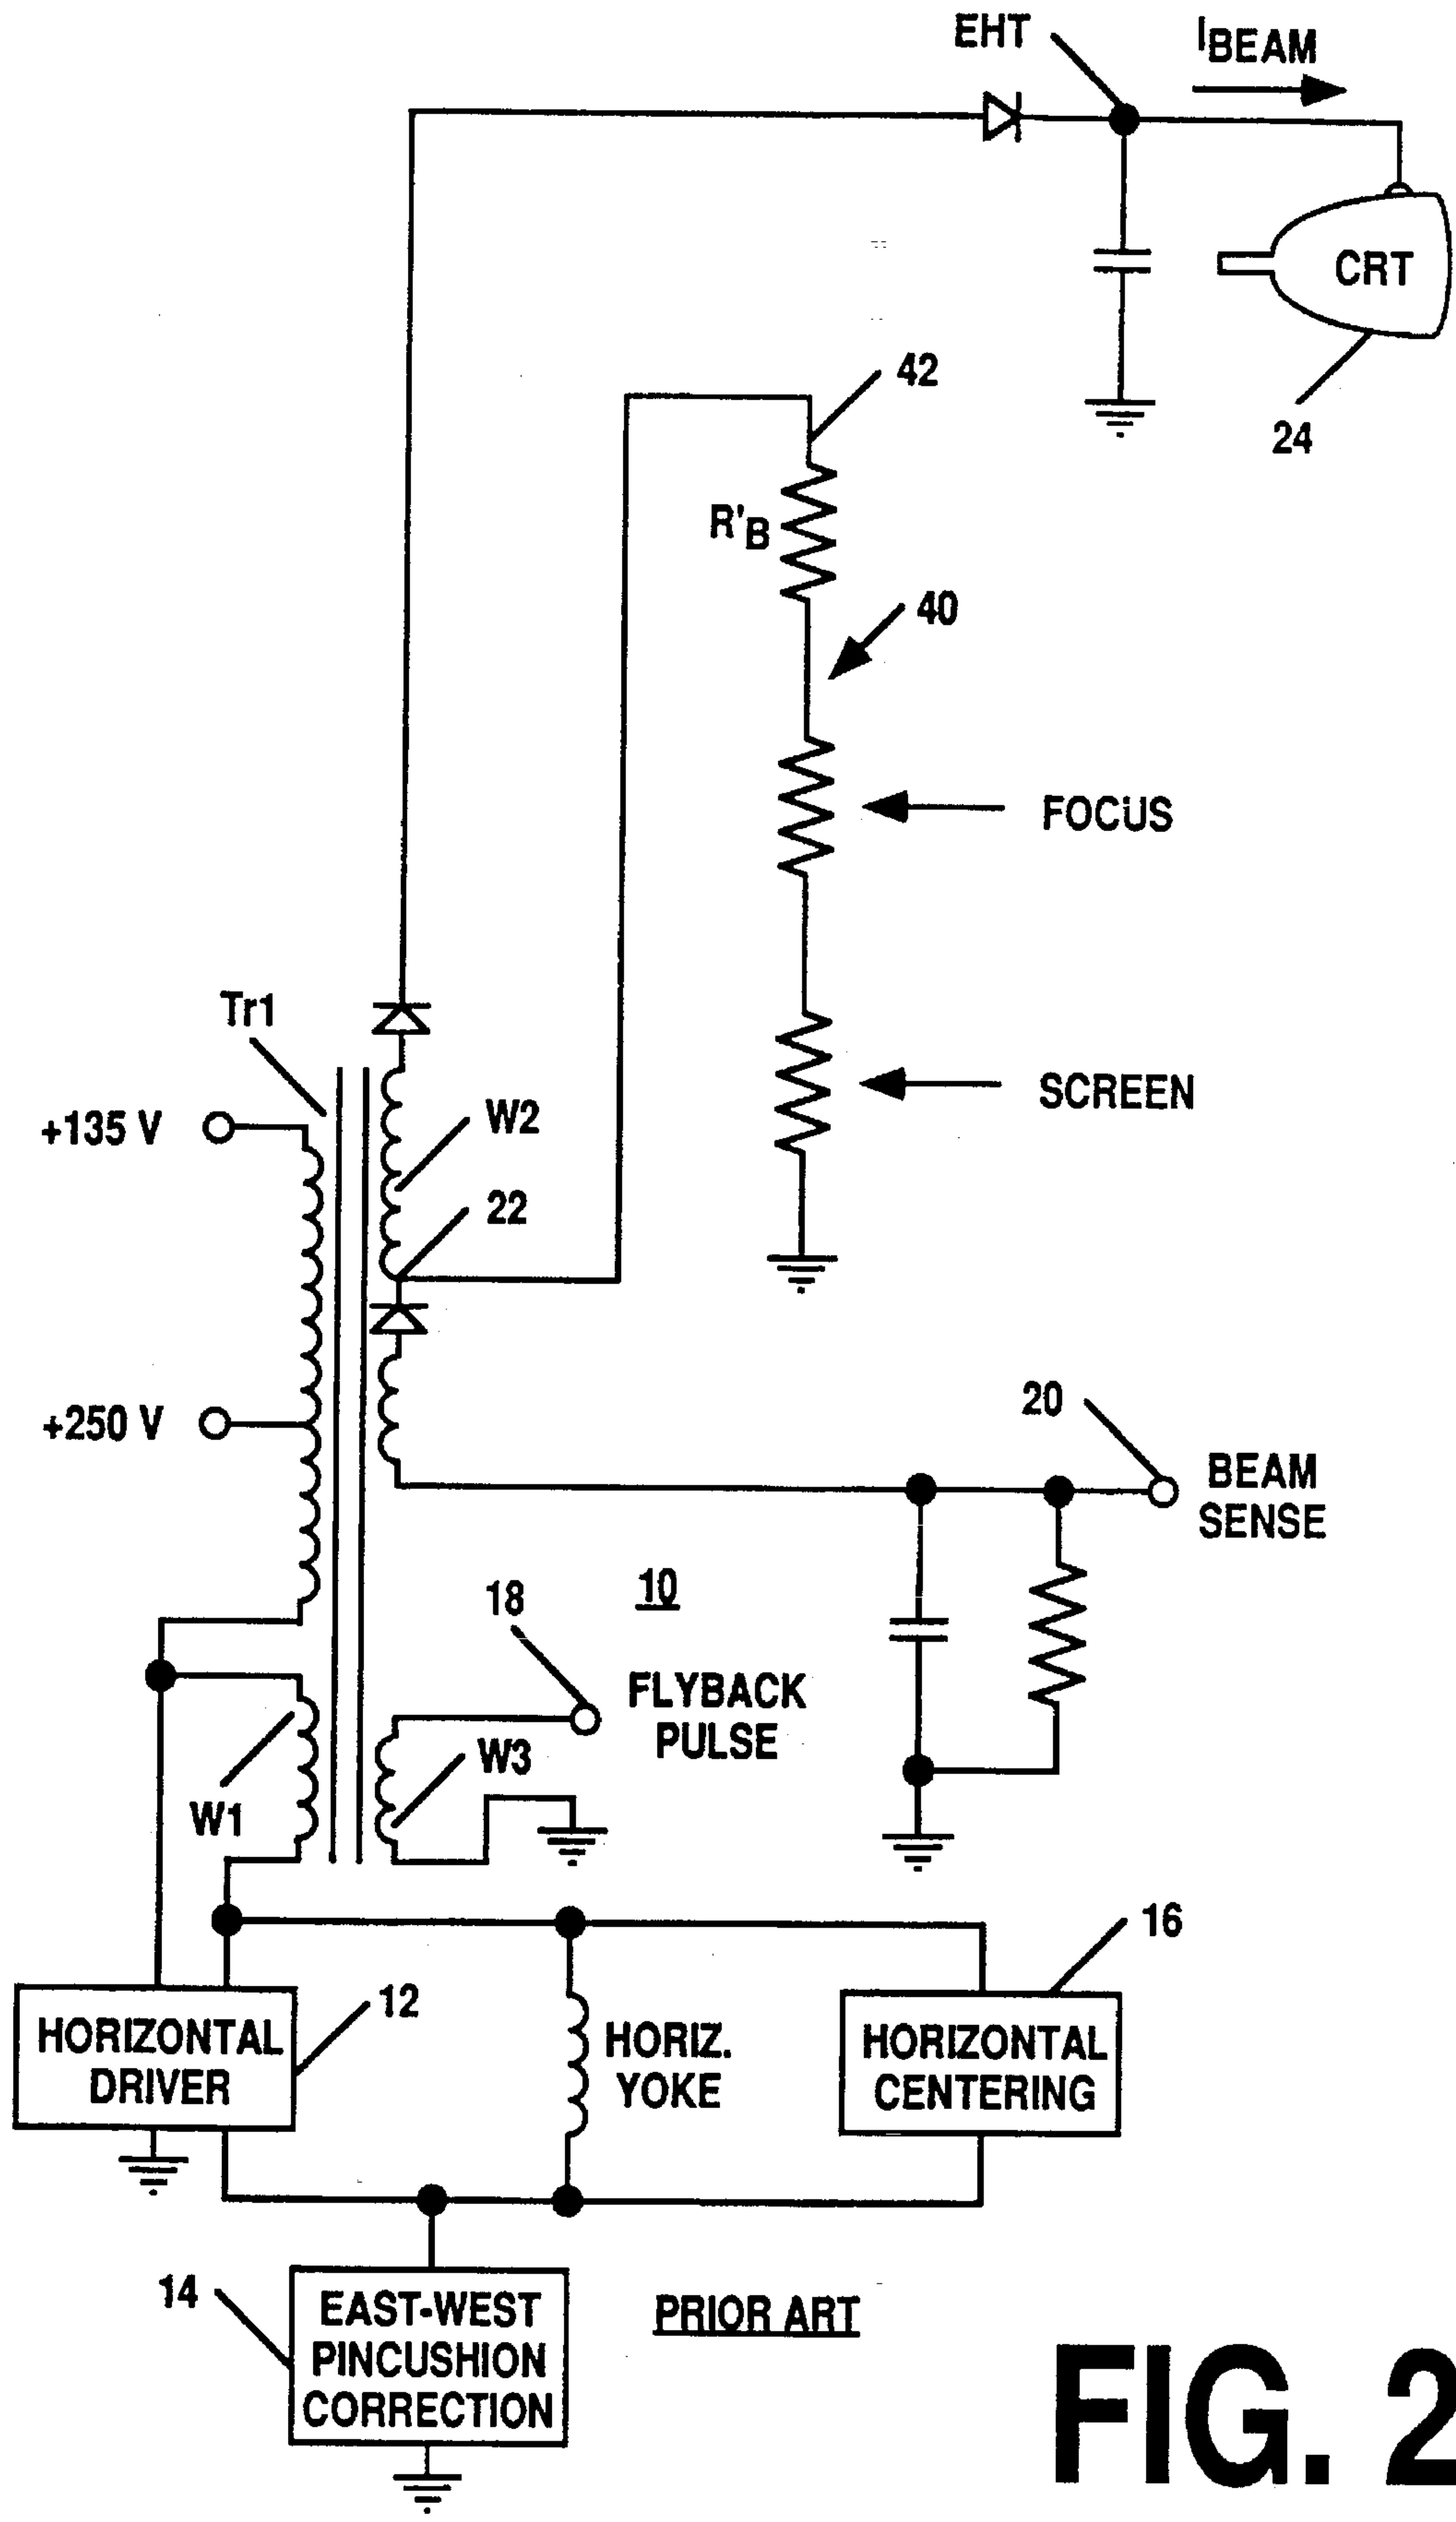 EHT
IBEAM
CRT
24
42
R'B
40
FOCUS
SCREEN
Tr1
+135 V
W2
22
+250 V
20
BEAM
SENSE
10
18
FLYBACK
PULSE
W3
W1
16
12
HORIZONTAL
DRIVER
HORIZ.
YOKE
HORIZONTAL
CENTERING
14
EAST-WEST
PINCUSHION
CORRECTION
PRIOR ART
FIG. 2